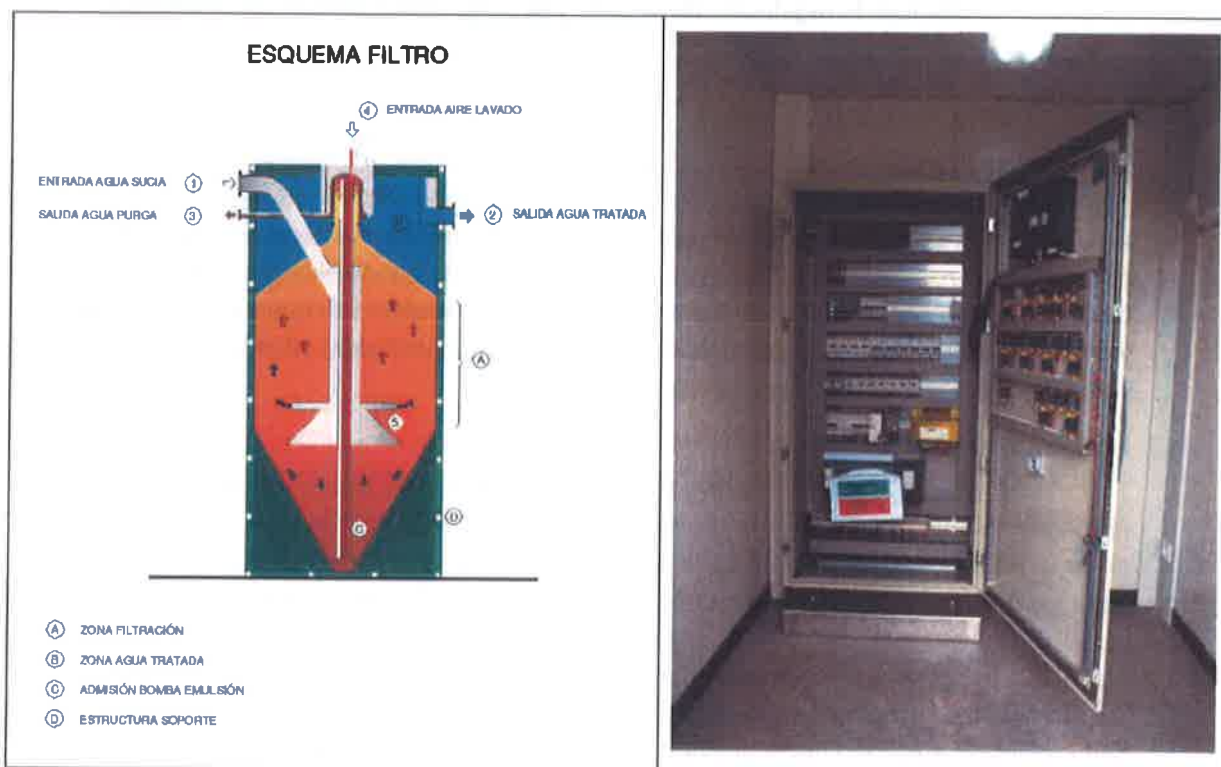 ESQUEMA FILTRO
④ ENTRADA AIRE LAVADO
ENTRADA AGUA SUCIA ①
SALIDA AGUA PURGA ③
② SALIDA AGUA TRATADA
B
A
5
C
D
Ⓐ ZONA FILTRACIÓN
Ⓑ ZONA AGUA TRATADA
Ⓒ ADMISIÓN BOMBA EMULSIÓN
Ⓓ ESTRUCTURA SOPORTE